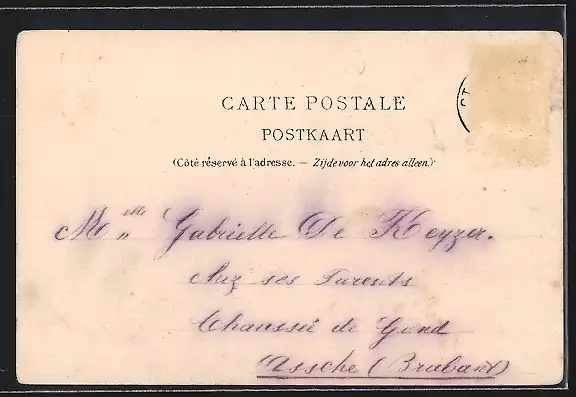 CARTE POSTALE
POSTKAART
(Côté réservé à l'adresse. — Zijde voor het adres alleen.)
M^elle Gabrielle De Keyzer.
Chez ses Parents
Chaussée de Gand
Assche (Brabant)